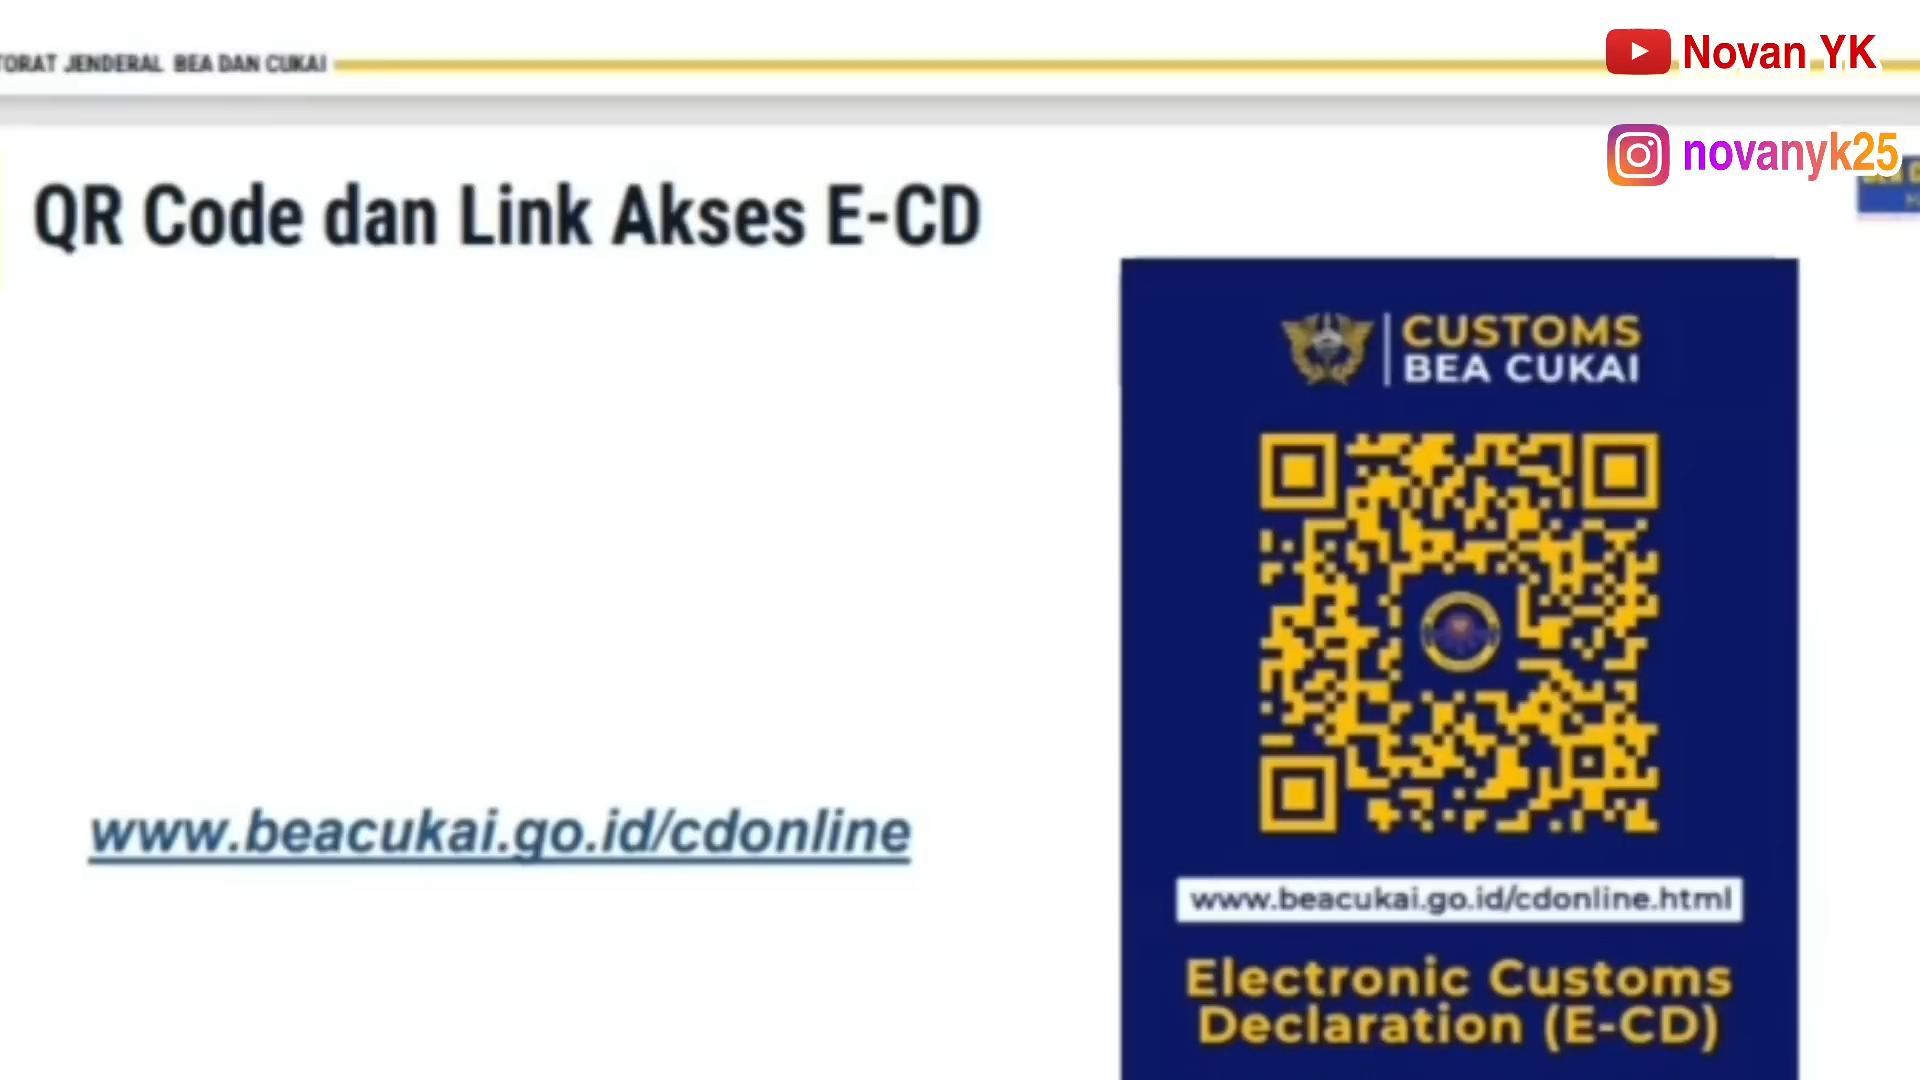 JENDERAL BEA DAN CUKAI
Novan YK
novanyk25
QR Code dan Link Akses E-CD
CUSTOMS
BEA CUKAI
www.beacukai.go.id/cdonline
www.beacukai.go.id/cdonline.html
Electronic Customs
Declaration (E-CD)